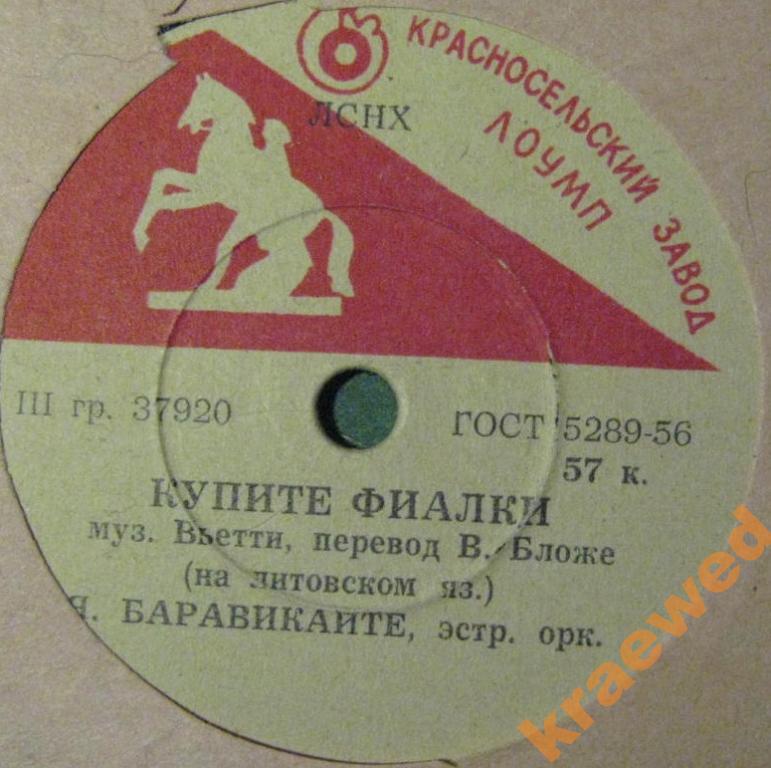 КРАСНОСЕЛЬСКИЙ ЗАВОД
ЛОУМП
ЛСНХ
III гр. 37920
ГОСТ 5289-56
57 к.
КУПИТЕ ФИАЛКИ
муз. Вьетти, перевод В. Бложе
(на литовском яз.)
Я. БАРАВИКАИТЕ, эстр. орк.
kraewed